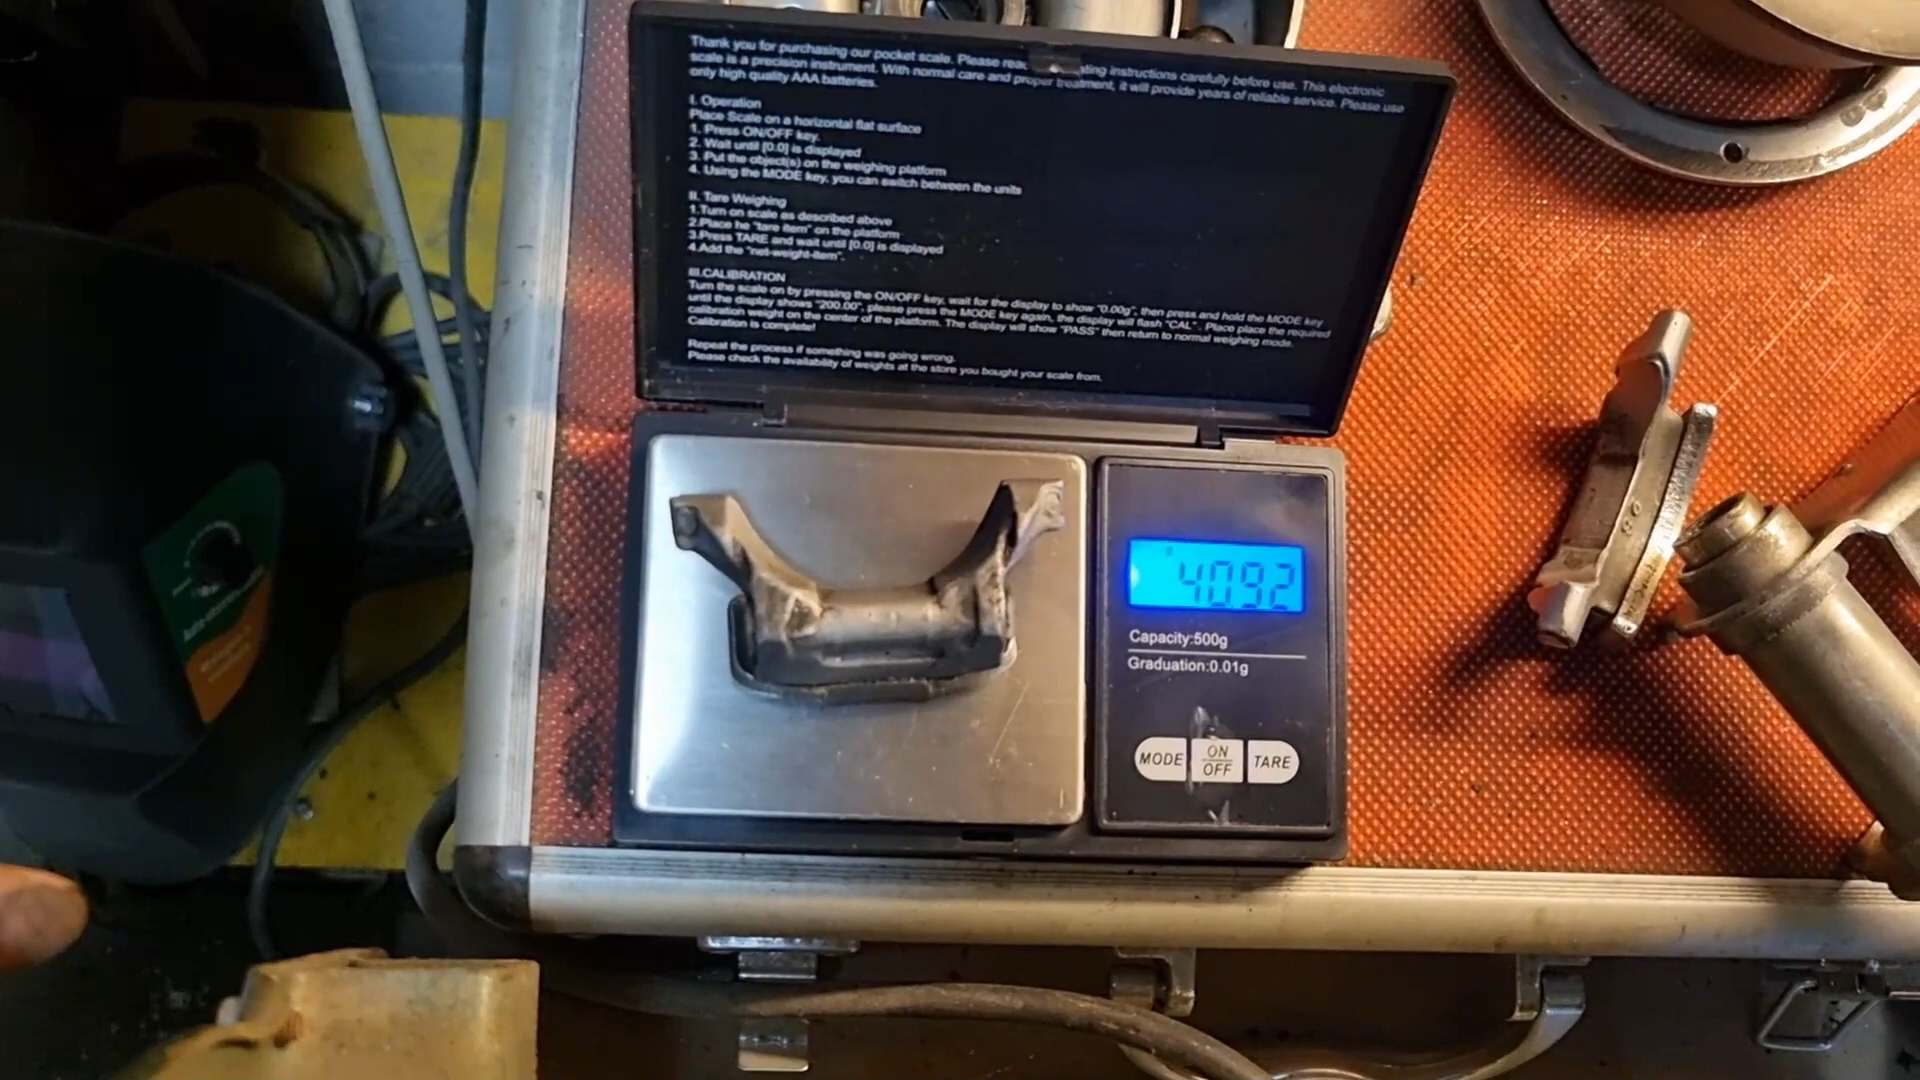 Thank you for purchasing our pocket scale. Please read ating instructions carefully before use. This electronic
scale is a precision instrument. With normal care and proper treatment, it will provide years of reliable service. Please use
only high quality AAA batteries.
I. Operation
Place Scale on a horizontal flat surface
1. Press ON/OFF key.
2. Wait until [0.0] is displayed
3. Put the object(s) on the weighing platform
4. Using the MODE key, you can switch between the units
II. Tare Weighing
1.Turn on scale as described above
2.Place he "tare item" on the platform
3.Press TARE and wait until [0.0] is displayed
4.Add the "net-weight-item".
III.CALIBRATION
Turn the scale on by pressing the ON/OFF key, wait for the display to show "0.00g", then press and hold the MODE key
until the display shows "200.00", please press the MODE key again, the display will flash "CAL". Place place the required
calibration weight on the center of the platform. The display will show "PASS" then return to normal weighing mode.
Calibration is complete!
Repeat the process if something was going wrong.
Please check the availability of weights at the store you bought your scale from.
40.92
Capacity:500g
Graduation:0.01g
MODE ON/OFF TARE